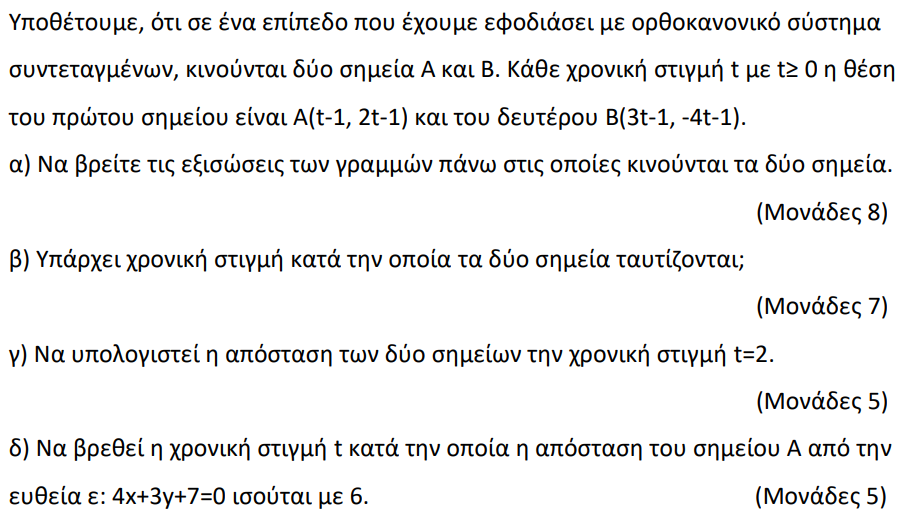 Υποθέτουμε, ότι σε ένα επίπεδο που έχουμε εφοδιάσει με ορθοκανονικό σύστημα
συντεταγμένων, κινούνται δύο σημεία Α και Β. Κάθε χρονική στιγμή t με t≥ 0 η θέση
του πρώτου σημείου είναι Α(t-1, 2t-1) και του δευτέρου Β(3t-1, -4t-1).
α) Να βρείτε τις εξισώσεις των γραμμών πάνω στις οποίες κινούνται τα δύο σημεία.
(Μονάδες 8)
β) Υπάρχει χρονική στιγμή κατά την οποία τα δύο σημεία ταυτίζονται;
(Μονάδες 7)
γ) Να υπολογιστεί η απόσταση των δύο σημείων την χρονική στιγμή t=2.
(Μονάδες 5)
δ) Να βρεθεί η χρονική στιγμή t κατά την οποία η απόσταση του σημείου Α από την
ευθεία ε: 4x+3y+7=0 ισούται με 6. (Μονάδες 5)